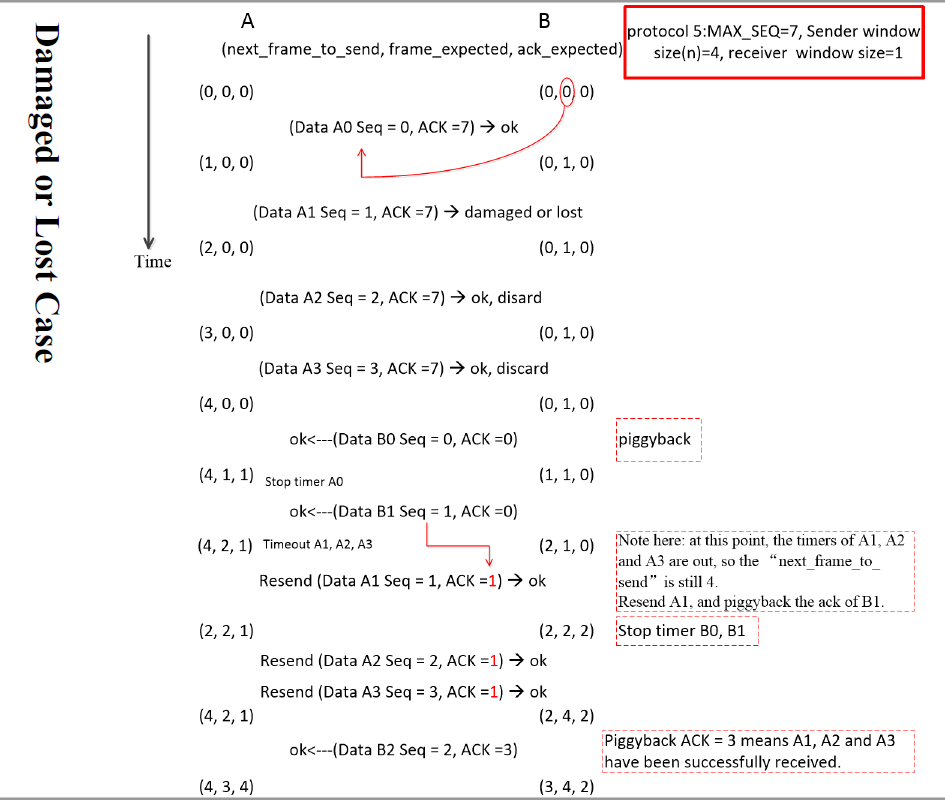 Damaged or Lost Case
A B
(next_frame_to_send, frame_expected, ack_expected)
protocol 5:MAX_SEQ=7, Sender window
size(n)=4, receiver window size=1
(0, 0, 0) (0, 0, 0)
(Data A0 Seq = 0, ACK =7) → ok
(1, 0, 0) (0, 1, 0)
(Data A1 Seq = 1, ACK =7) → damaged or lost
(2, 0, 0) (0, 1, 0)
Time
(Data A2 Seq = 2, ACK =7) → ok, disard
(3, 0, 0) (0, 1, 0)
(Data A3 Seq = 3, ACK =7) → ok, discard
(4, 0, 0) (0, 1, 0)
ok<---(Data B0 Seq = 0, ACK =0)
piggyback
(4, 1, 1) Stop timer A0 (1, 1, 0)
ok<---(Data B1 Seq = 1, ACK =0)
(4, 2, 1) Timeout A1, A2, A3 (2, 1, 0)
Note here: at this point, the timers of A1, A2
and A3 are out, so the “next_frame_to_
send” is still 4.
Resend A1, and piggyback the ack of B1.
Resend (Data A1 Seq = 1, ACK =1) → ok
(2, 2, 1) (2, 2, 2) Stop timer B0, B1
Resend (Data A2 Seq = 2, ACK =1) → ok
Resend (Data A3 Seq = 3, ACK =1) → ok
(4, 2, 1) (2, 4, 2)
ok<---(Data B2 Seq = 2, ACK =3)
Piggyback ACK = 3 means A1, A2 and A3
have been successfully received.
(4, 3, 4) (3, 4, 2)